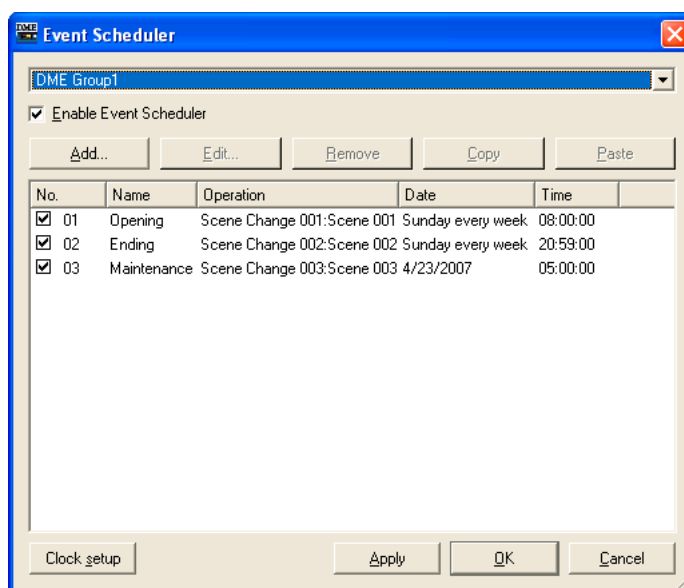 DME Event Scheduler
DME Group1
Enable Event Scheduler
Add... Edit... Remove Copy Paste
No. Name Operation Date Time
01 Opening Scene Change 001:Scene 001 Sunday every week 08:00:00
02 Ending Scene Change 002:Scene 002 Sunday every week 20:59:00
03 Maintenance Scene Change 003:Scene 003 4/23/2007 05:00:00
Clock setup Apply OK Cancel